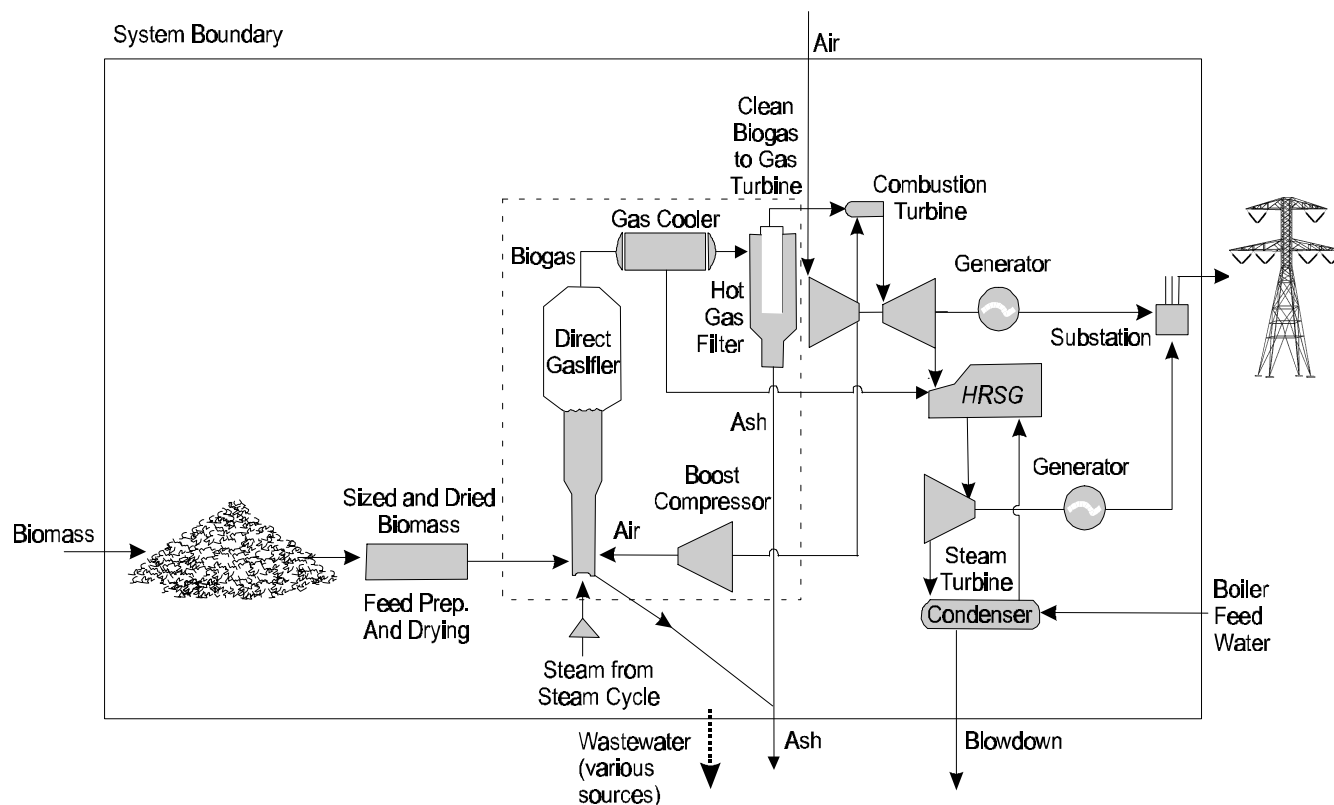 System Boundary
Air
Clean
Biogas
to Gas
Turbine
Combustion
Turbine
Gas Cooler
Biogas
Generator
Hot
Gas
Filter
Direct
Gasifier
Substation
HRSG
Ash
Boost
Compressor
Generator
Sized and Dried
Biomass
Biomass
Air
Steam
Turbine
Feed Prep.
And Drying
Condenser
Boiler
Feed
Water
Steam from
Steam Cycle
Wastewater
(various
sources)
Ash
Blowdown